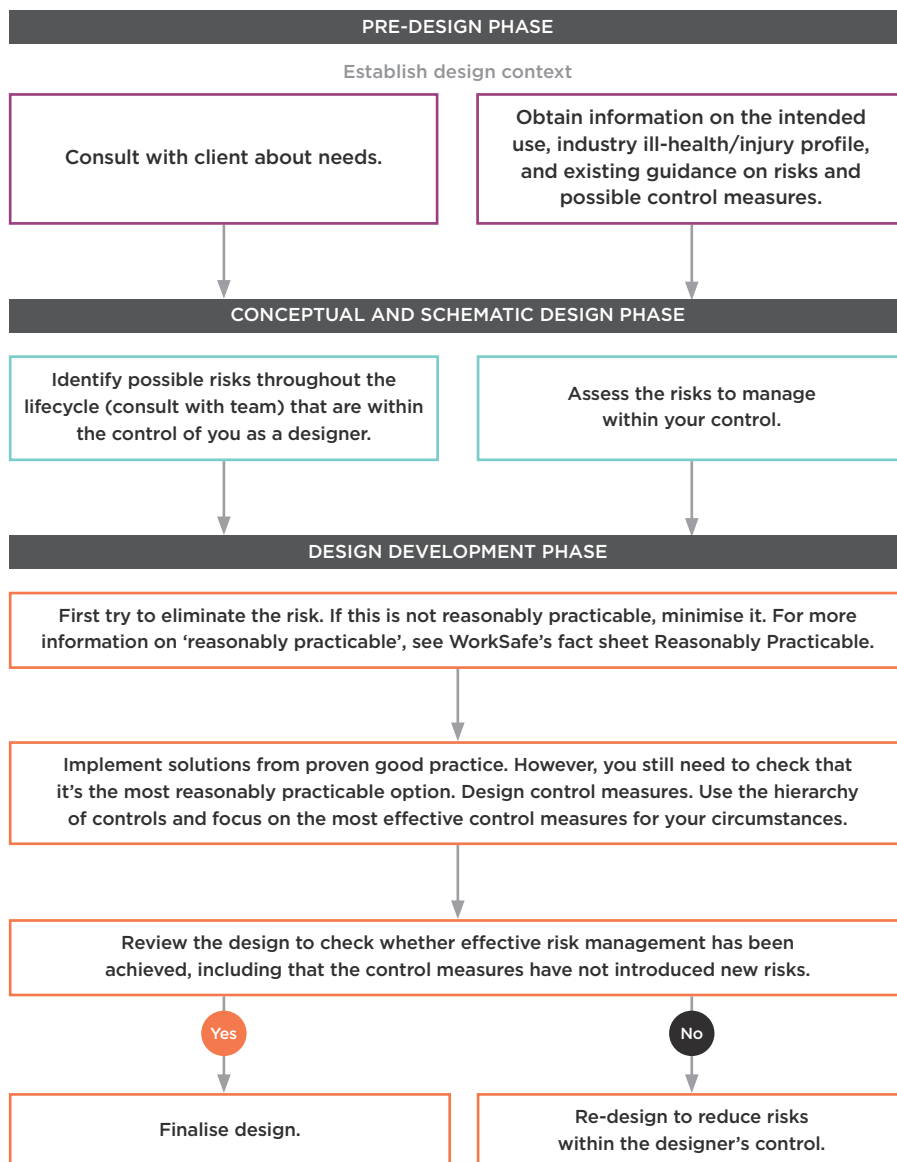 PRE-DESIGN PHASE
Establish design context
Consult with client about needs.
Obtain information on the intended
use, industry ill-health/injury profile,
and existing guidance on risks and
possible control measures.
CONCEPTUAL AND SCHEMATIC DESIGN PHASE
Identify possible risks throughout the
lifecycle (consult with team) that are within
the control of you as a designer.
Assess the risks to manage
within your control.
DESIGN DEVELOPMENT PHASE
First try to eliminate the risk. If this is not reasonably practicable, minimise it. For more
information on ‘reasonably practicable’, see WorkSafe’s fact sheet Reasonably Practicable.
Implement solutions from proven good practice. However, you still need to check that
it’s the most reasonably practicable option. Design control measures. Use the hierarchy
of controls and focus on the most effective control measures for your circumstances.
Review the design to check whether effective risk management has been
achieved, including that the control measures have not introduced new risks.
Yes
No
Finalise design.
Re-design to reduce risks
within the designer’s control.